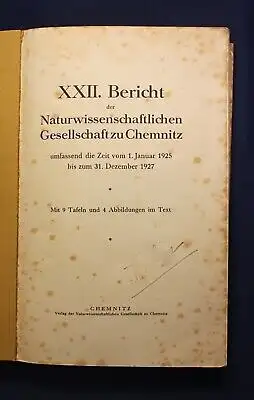 XXII. Bericht
der
Naturwissenschaftlichen
Gesellschaft zu Chemnitz
umfassend die Zeit vom 1. Januar 1925
bis zum 31. Dezember 1927
Mit 9 Tafeln und 4 Abbildungen im Text
CHEMNITZ
Verlag der Naturwissenschaftlichen Gesellschaft zu Chemnitz